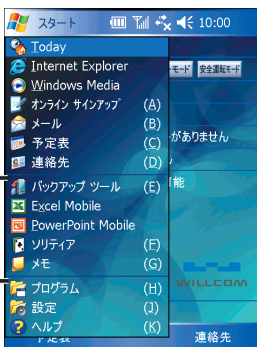 スタート 10:00
Today
Internet Explorer
Windows Media
オンライン サインアップ (A)
メール (B)
予定表 (C)
連絡先 (D)
バックアップ ツール (E)
Excel Mobile
PowerPoint Mobile
ソリティア (F)
メモ (G)
プログラム (H)
設定 (J)
ヘルプ (K)
モード 安全運転モード
がありません
能
WILLCOM
予定表 連絡先